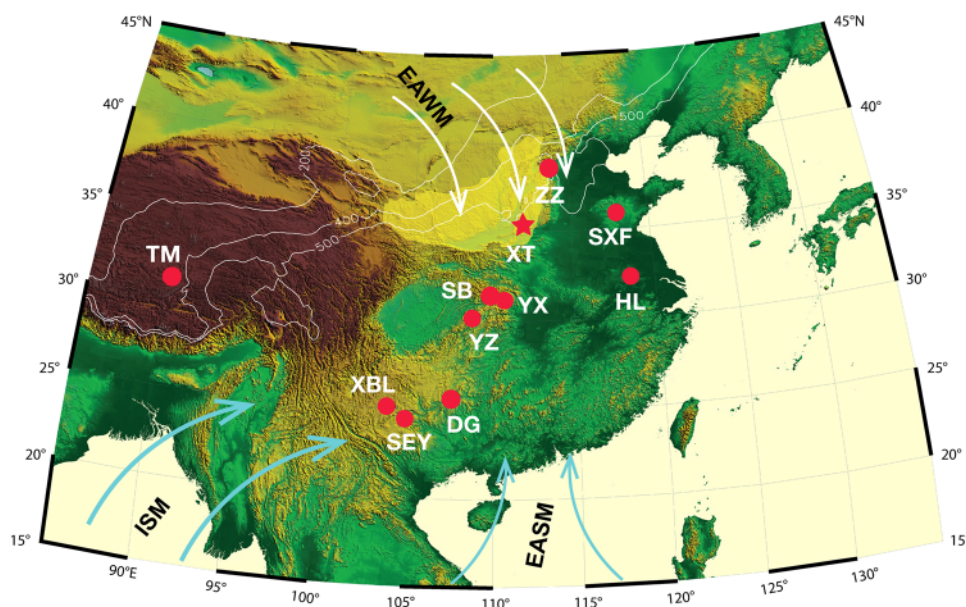 45°N
45°N
EAWM
40°
40°
500
200
ZZ
35°
35°
400
SXF
500
XT
TM
30°
30°
SB
YX
HL
YZ
25°
25°
XBL
DG
SEY
20°
20°
ISM
EASM
15°
15
90°E
95°
100°
105°
110°
115°
120°
125°
130°